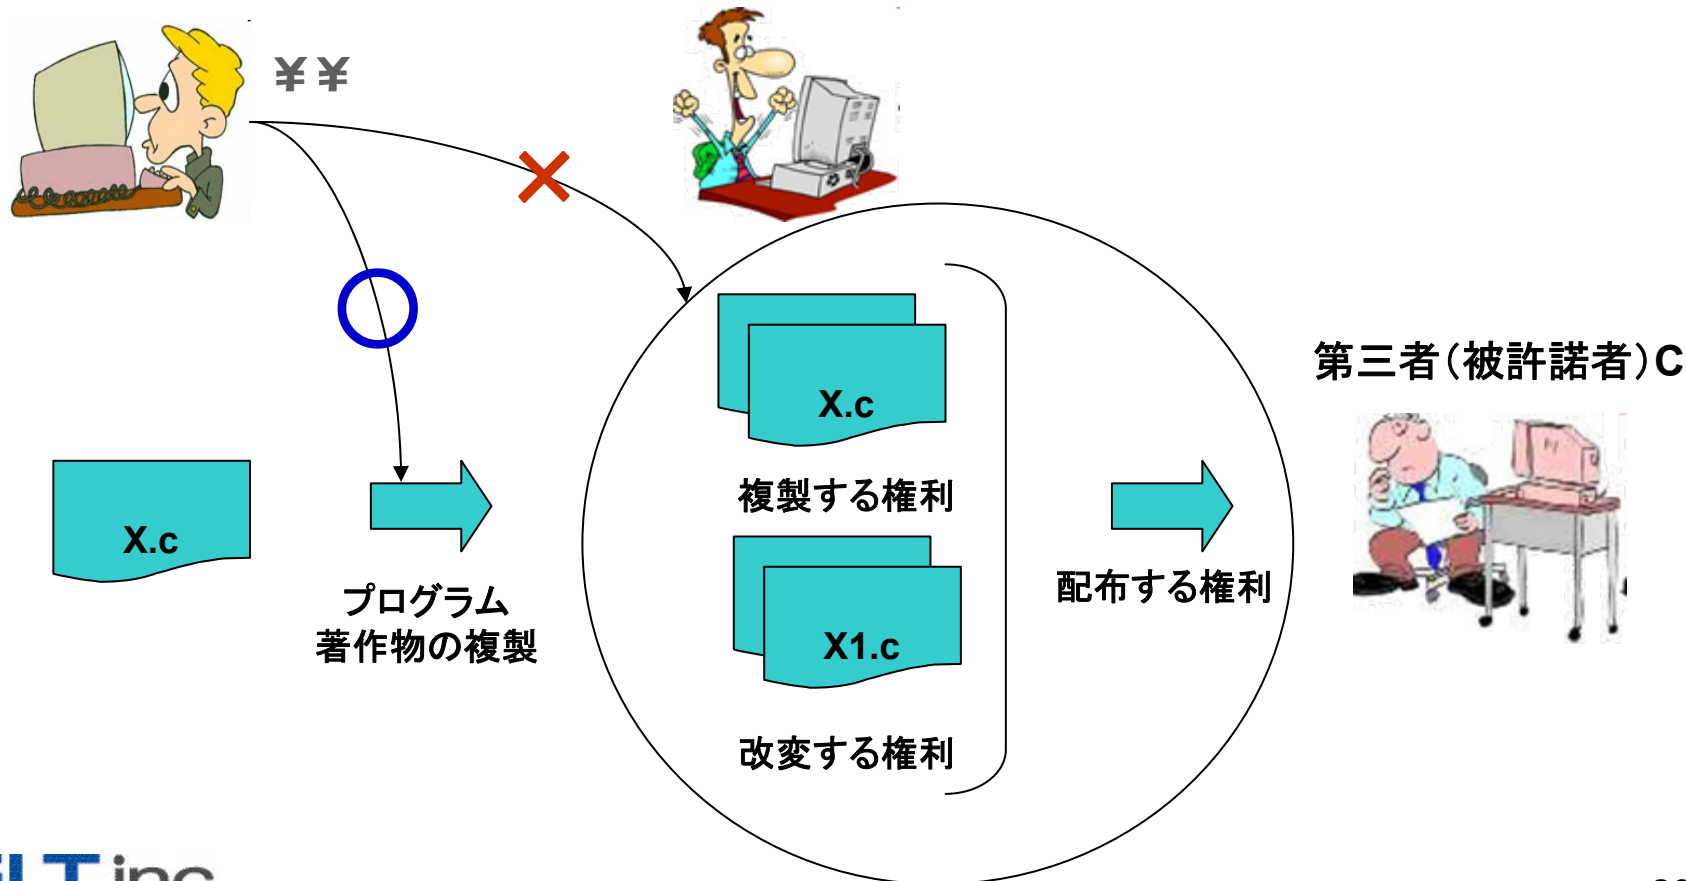 ¥¥
第三者(被許諾者)C
X.c
X.c
複製する権利
プログラム
著作物の複製
X1.c
配布する権利
改変する権利
inc